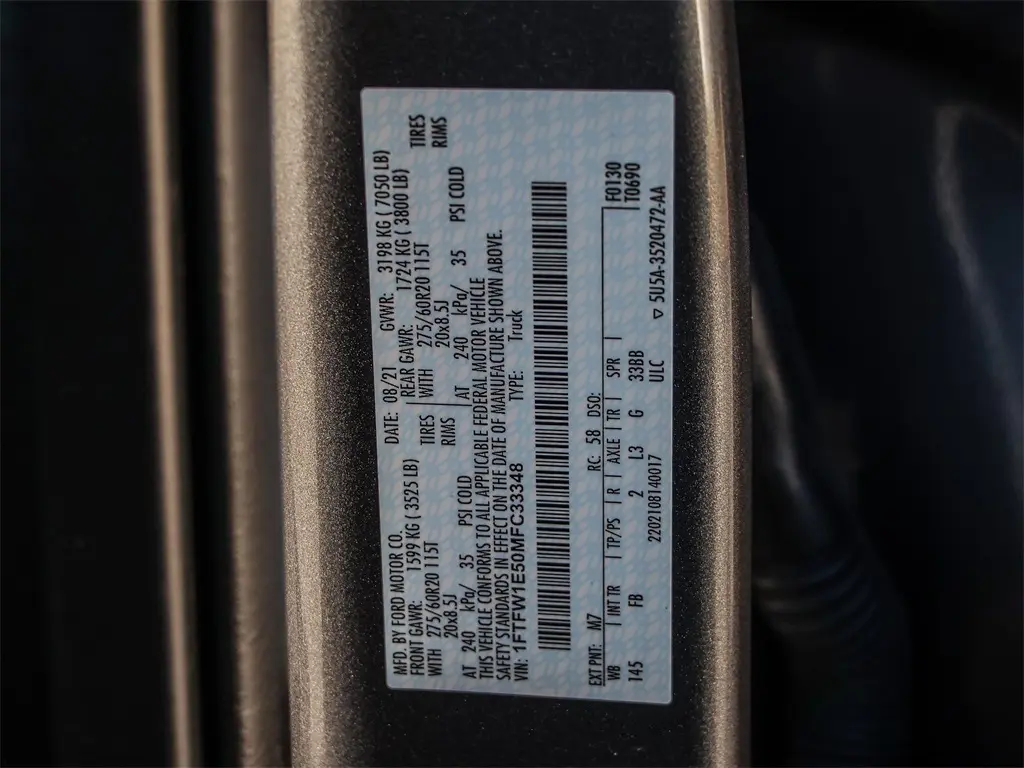 MFD. BY FORD MOTOR CO. DATE: 08/21 GVWR: 3198 KG ( 7050 LB)
FRONT GAWR: 1599 KG ( 3525 LB) REAR GAWR: 1724 KG ( 3800 LB)
WITH 275/60R20 115T TIRES WITH 275/60R20 115T TIRES
20x8.5J RIMS 20x8.5J RIMS
AT 240 kPa/ 35 PSI COLD AT 240 kPa/ 35 PSI COLD
THIS VEHICLE CONFORMS TO ALL APPLICABLE FEDERAL MOTOR VEHICLE
SAFETY STANDARDS IN EFFECT ON THE DATE OF MANUFACTURE SHOWN ABOVE.
VIN: 1FTFW1E50MFC33348 TYPE: Truck
EXT PNT: M7 RC: 58 DSO: F0130
WB INT TR TP/PS R AXLE TR SPR T0690
145 FB 2 L3 G 33BB
2202108140017 ULC ▽ 5U5A-3520472-AA